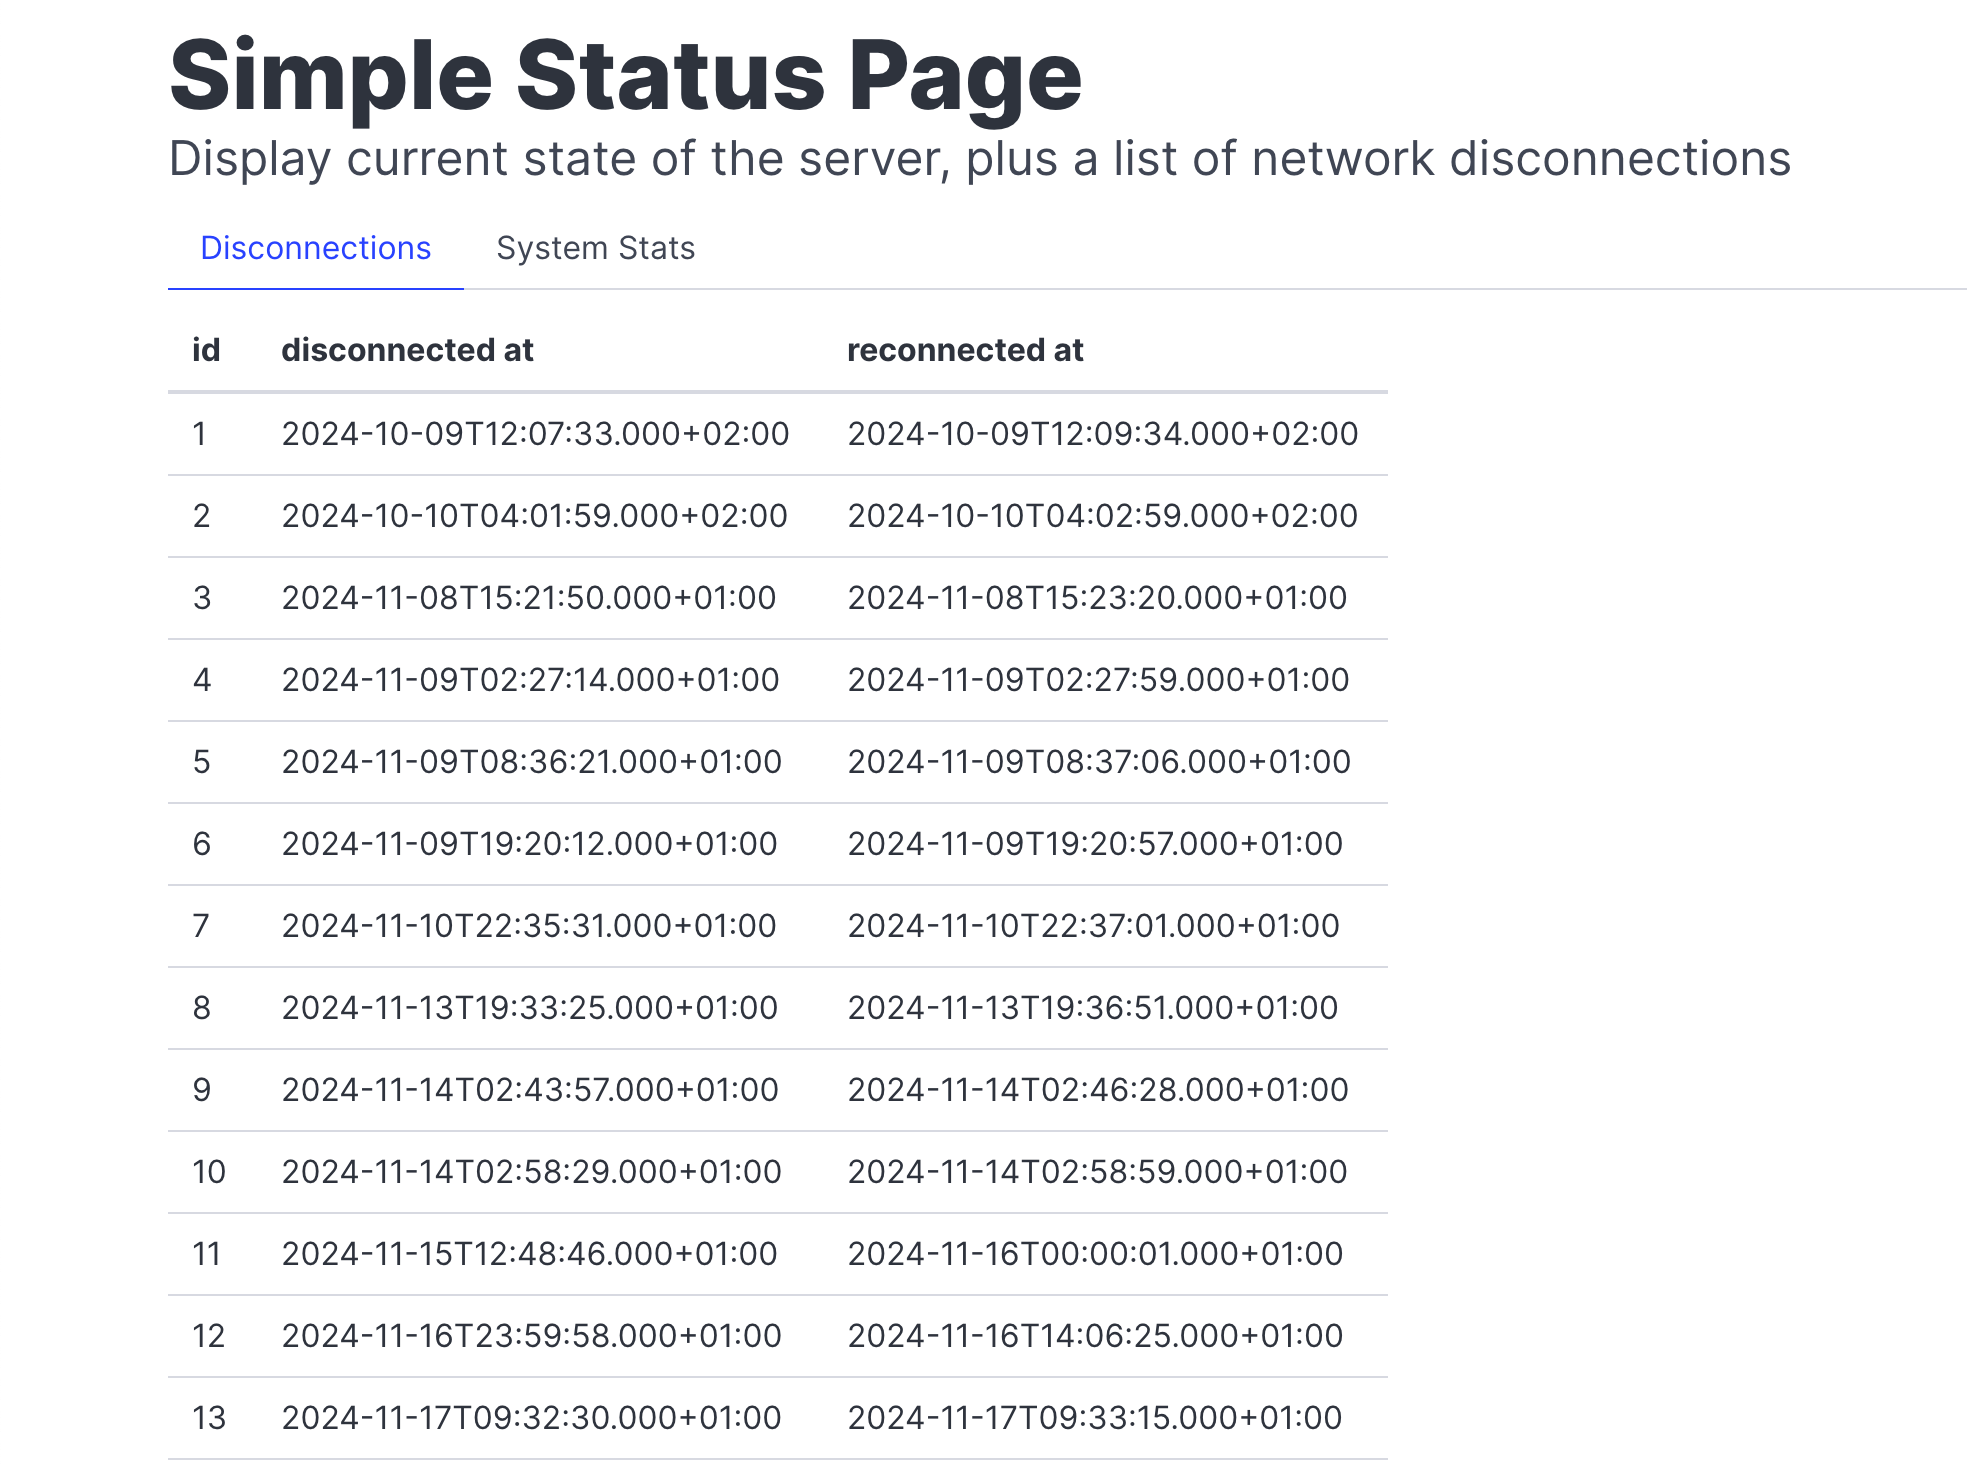 Simple Status Page
Display current state of the server, plus a list of network disconnections
Disconnections System Stats
id disconnected at reconnected at
1 2024-10-09T12:07:33.000+02:00 2024-10-09T12:09:34.000+02:00
2 2024-10-10T04:01:59.000+02:00 2024-10-10T04:02:59.000+02:00
3 2024-11-08T15:21:50.000+01:00 2024-11-08T15:23:20.000+01:00
4 2024-11-09T02:27:14.000+01:00 2024-11-09T02:27:59.000+01:00
5 2024-11-09T08:36:21.000+01:00 2024-11-09T08:37:06.000+01:00
6 2024-11-09T19:20:12.000+01:00 2024-11-09T19:20:57.000+01:00
7 2024-11-10T22:35:31.000+01:00 2024-11-10T22:37:01.000+01:00
8 2024-11-13T19:33:25.000+01:00 2024-11-13T19:36:51.000+01:00
9 2024-11-14T02:43:57.000+01:00 2024-11-14T02:46:28.000+01:00
10 2024-11-14T02:58:29.000+01:00 2024-11-14T02:58:59.000+01:00
11 2024-11-15T12:48:46.000+01:00 2024-11-16T00:00:01.000+01:00
12 2024-11-16T23:59:58.000+01:00 2024-11-16T14:06:25.000+01:00
13 2024-11-17T09:32:30.000+01:00 2024-11-17T09:33:15.000+01:00